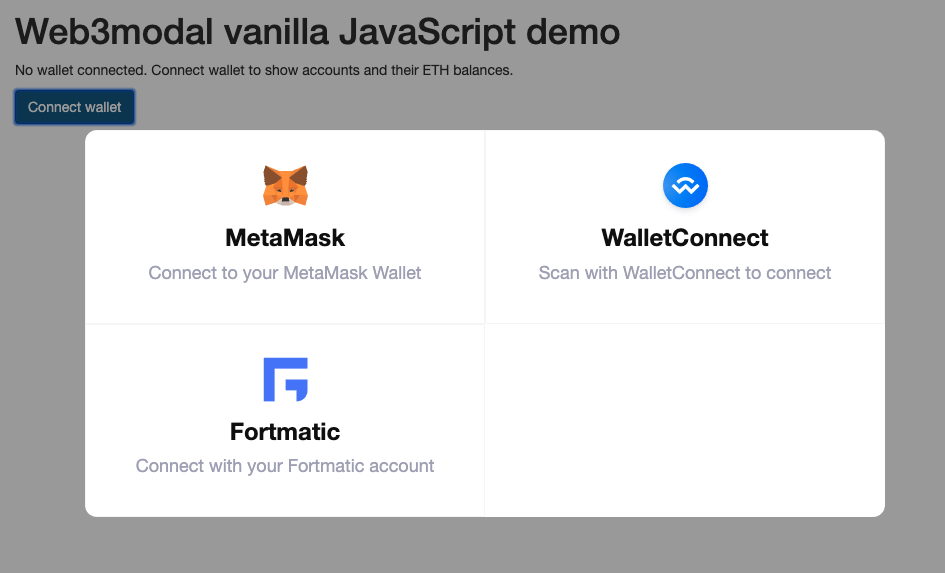 Web3modal vanilla JavaScript demo
No wallet connected. Connect wallet to show accounts and their ETH balances.
Connect wallet
MetaMask
Connect to your MetaMask Wallet
WalletConnect
Scan with WalletConnect to connect
Fortmatic
Connect with your Fortmatic account